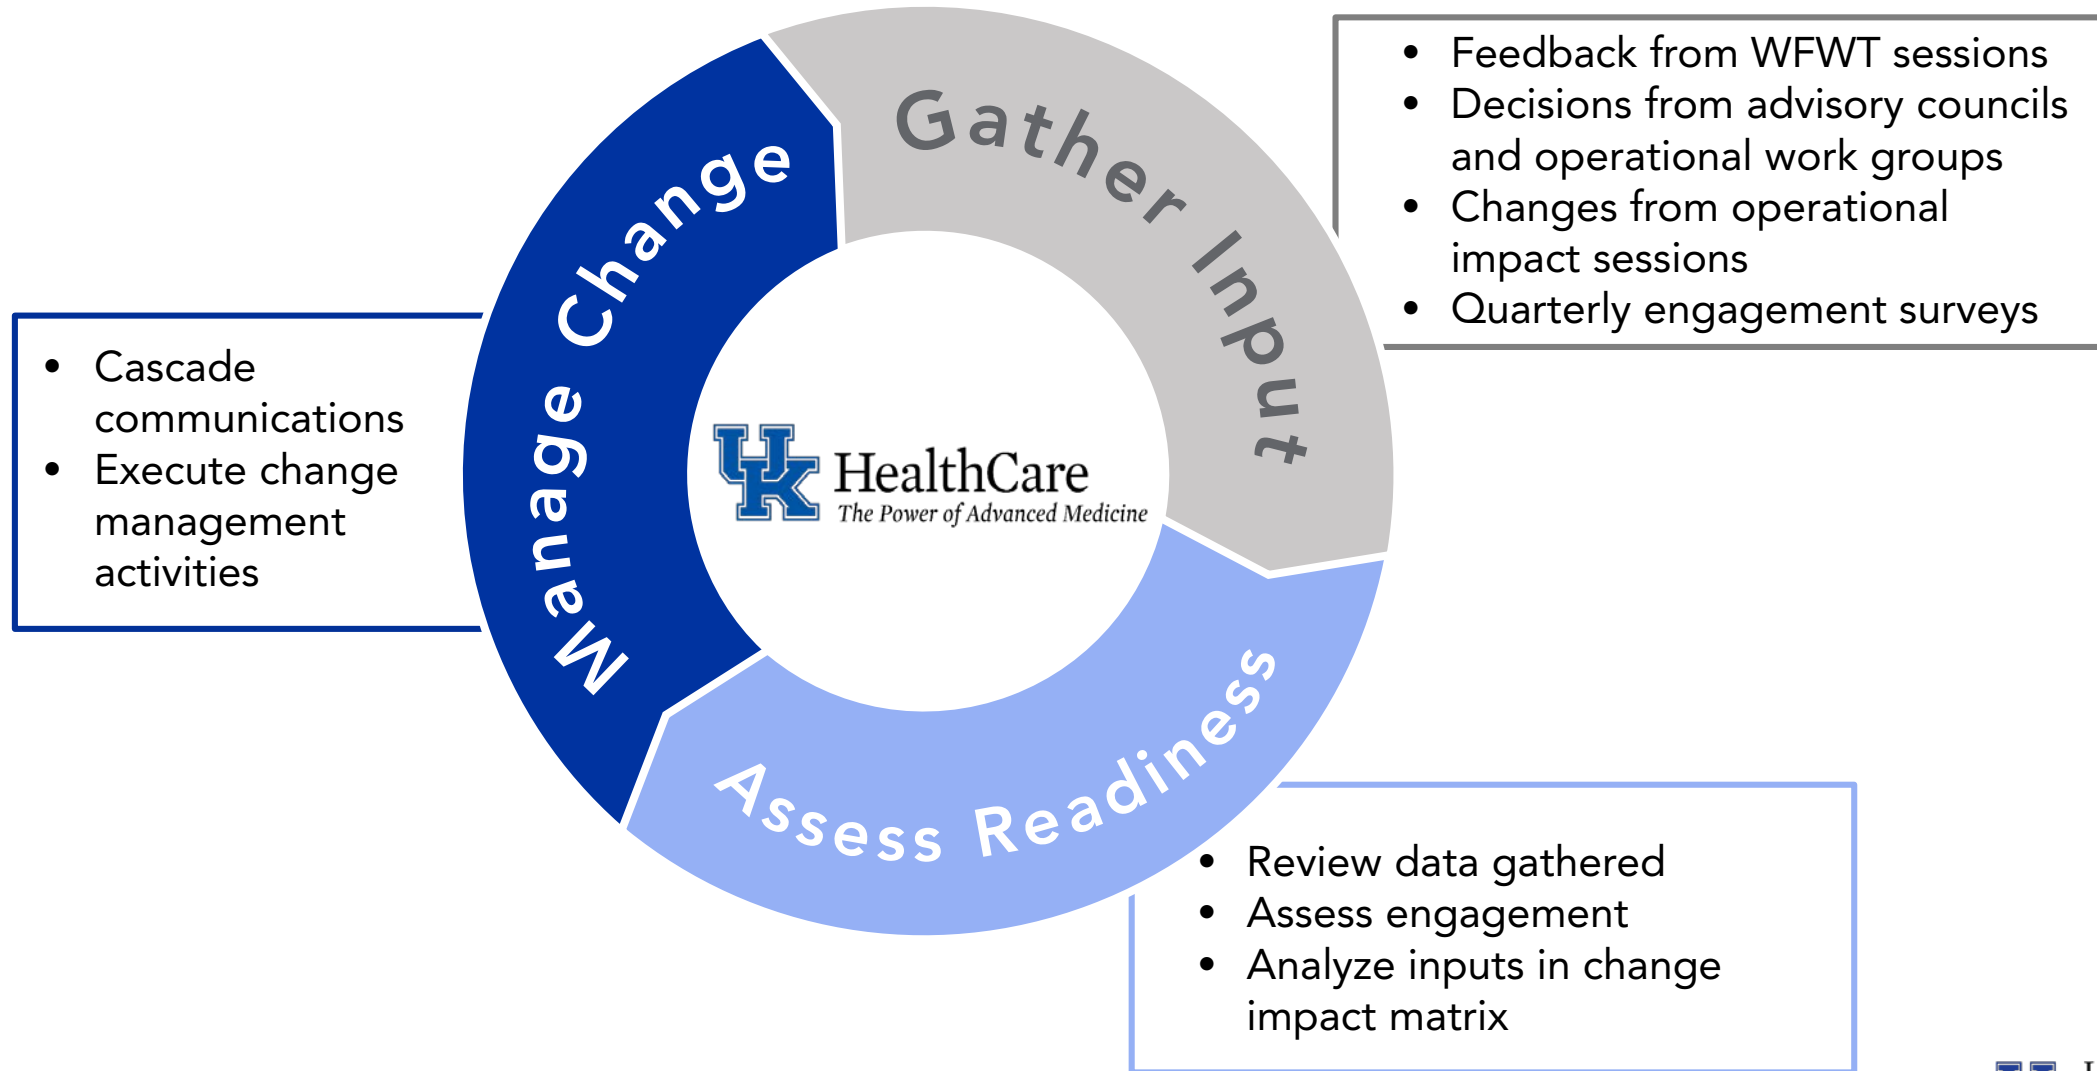 Gather Input
• Feedback from WFWT sessions
• Decisions from advisory councils
and operational work groups
• Changes from operational
impact sessions
• Quarterly engagement surveys
Manage Change
• Cascade
communications
• Execute change
management
activities
UK HealthCare
The Power of Advanced Medicine
Assess Readiness
• Review data gathered
• Assess engagement
• Analyze inputs in change
impact matrix